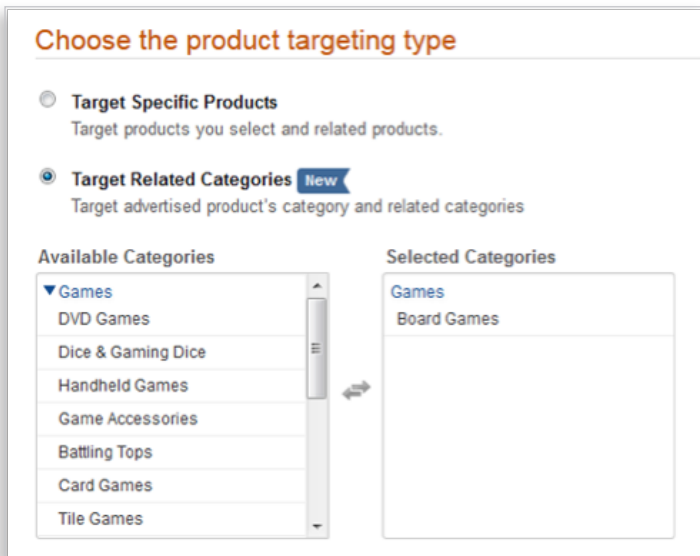 Choose the product targeting type
Target Specific Products
Target products you select and related products.
Target Related Categories New
Target advertised product's category and related categories
Available Categories
Games
DVD Games
Dice & Gaming Dice
Handheld Games
Game Accessories
Battling Tops
Card Games
Tile Games
Selected Categories
Games
Board Games